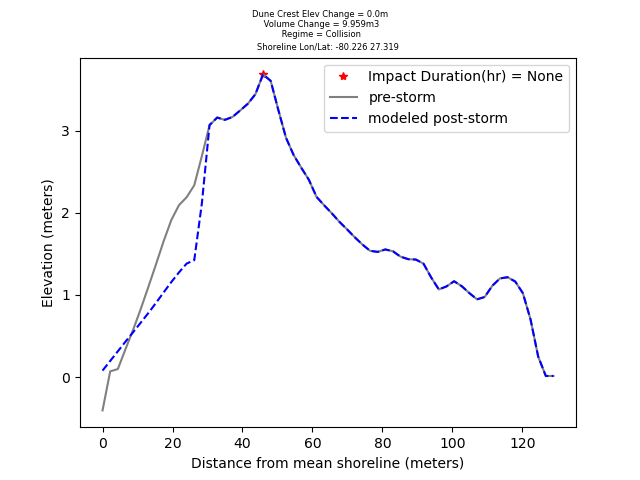 Dune Crest Elev Change = 0.0m
Volume Change = 9.959m3
Regime = Collision
Shoreline Lon/Lat: -80.226 27.319
Impact Duration(hr) = None
pre-storm
modeled post-storm
Elevation (meters)
3
2
1
0
0 20 40 60 80 100 120
Distance from mean shoreline (meters)